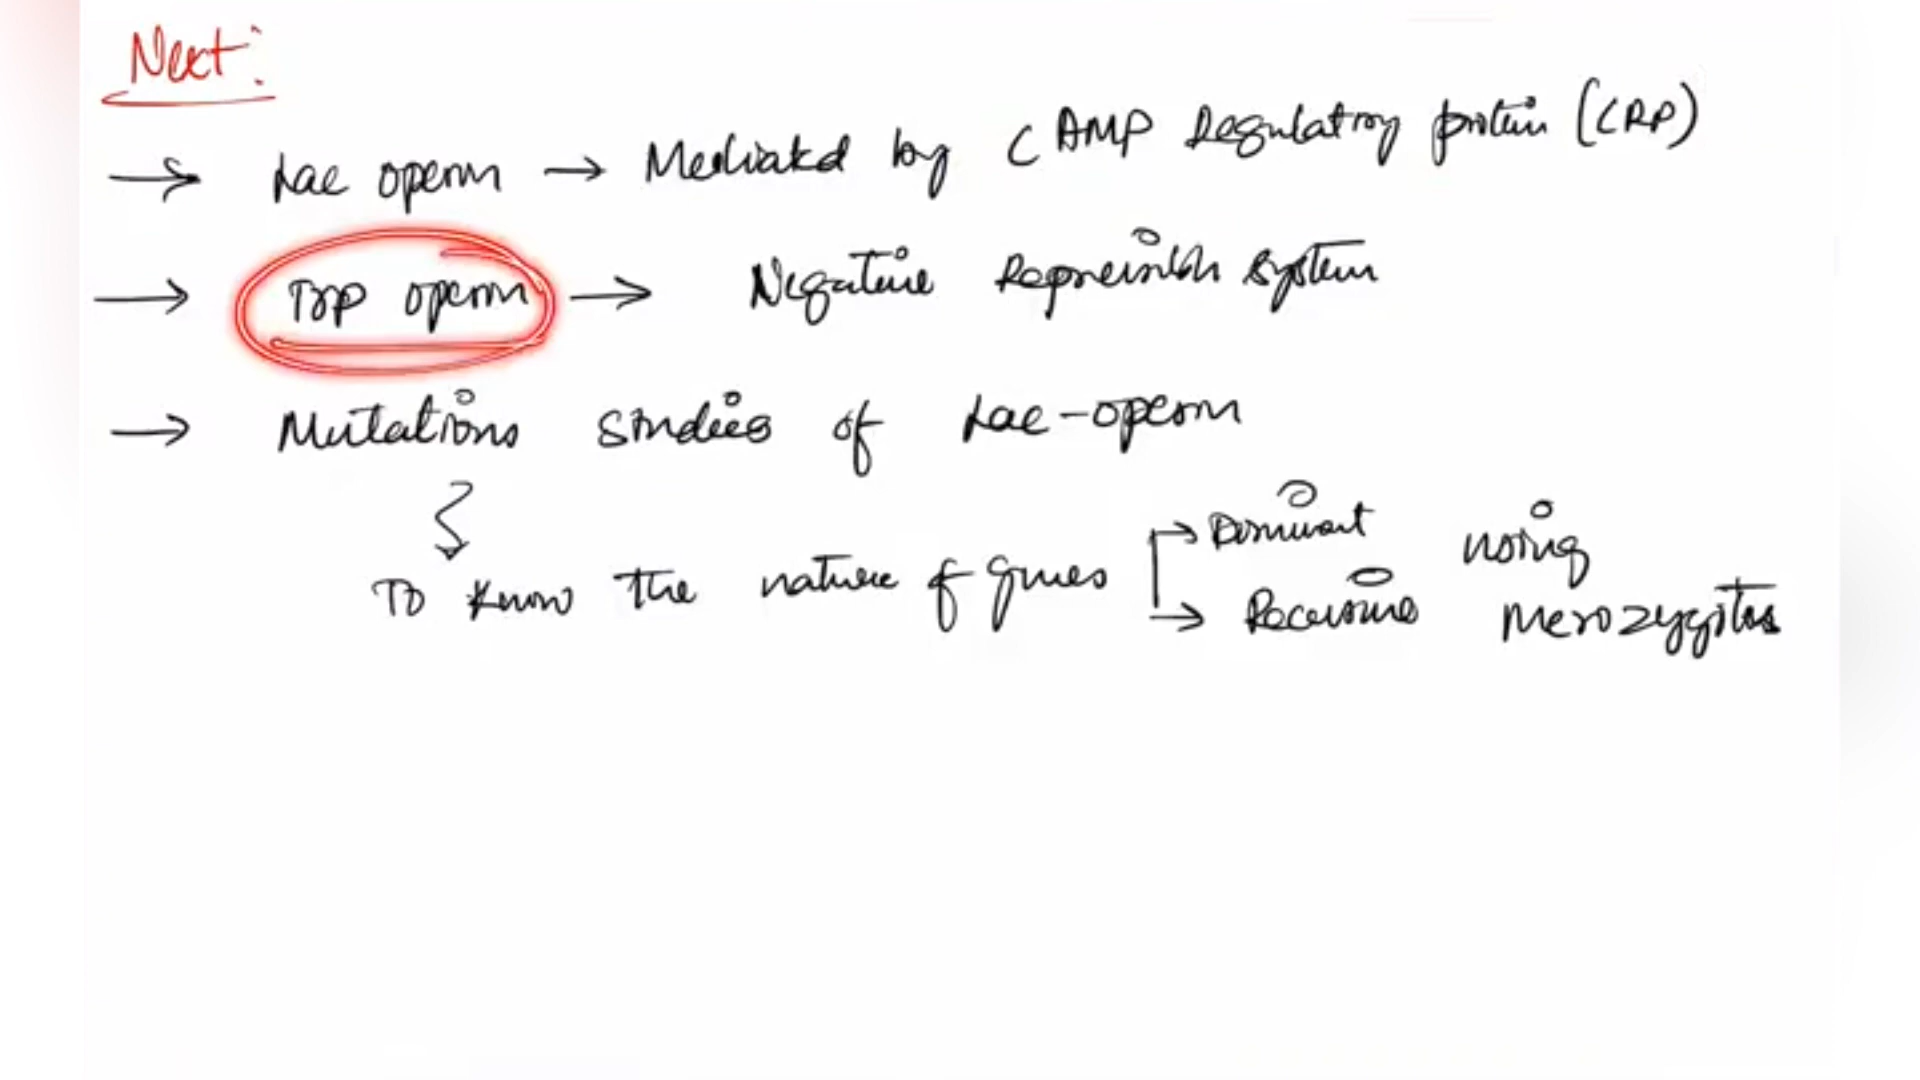 Next:
→ Lac operon → Mediated by cAMP Regulatory protein (CRP)
→ Trp operon → Negative Repression system
→ Mutations studies of Lac-operon
To know the nature of genes → Dominant using
→ Recessive Merozygotes